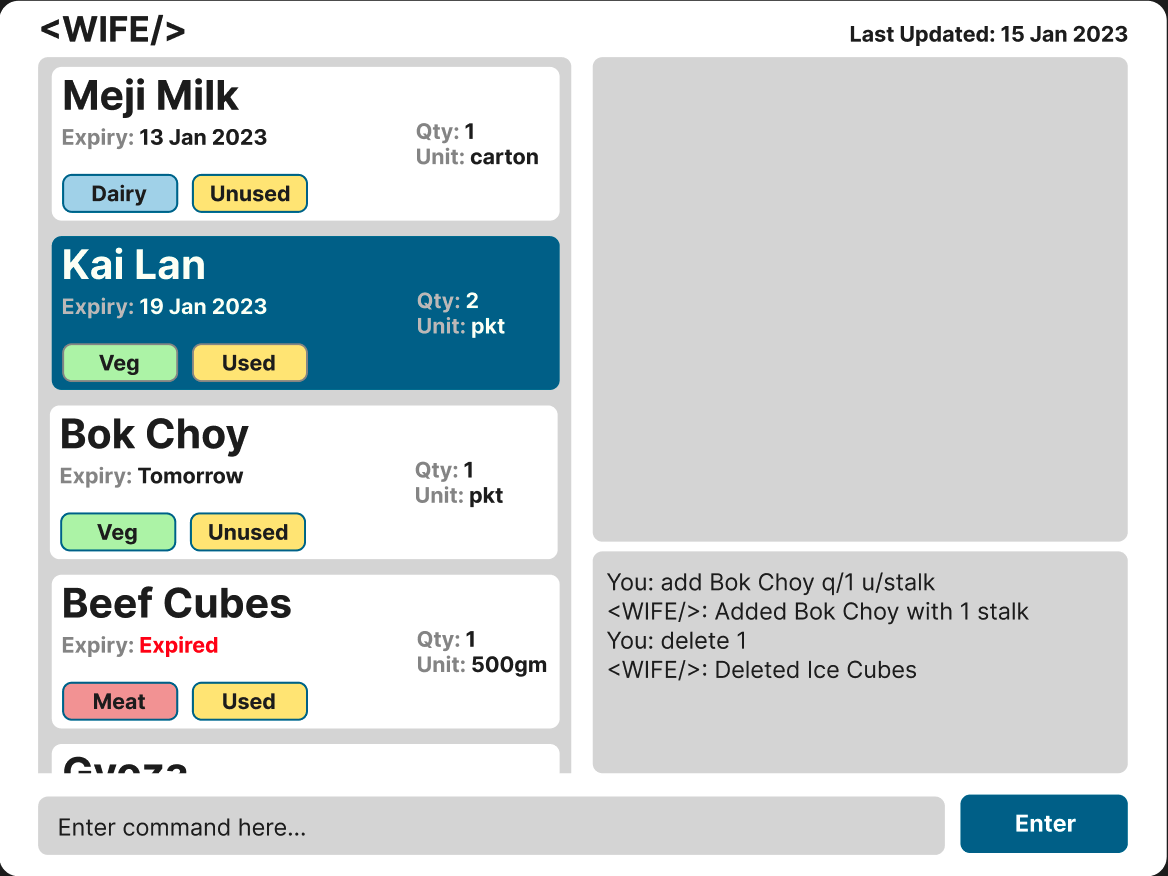 <WIFE/>
Last Updated: 15 Jan 2023
Meji Milk
Expiry: 13 Jan 2023
Qty: 1
Unit: carton
Dairy
Unused
Kai Lan
Expiry: 19 Jan 2023
Qty: 2
Unit: pkt
Veg
Used
Bok Choy
Expiry: Tomorrow
Qty: 1
Unit: pkt
Veg
Unused
Beef Cubes
Expiry: Expired
Qty: 1
Unit: 500gm
Meat
Used
Gyoza
You: add Bok Choy q/1 u/stalk
<WIFE/>: Added Bok Choy with 1 stalk
You: delete 1
<WIFE/>: Deleted Ice Cubes
Enter command here...
Enter